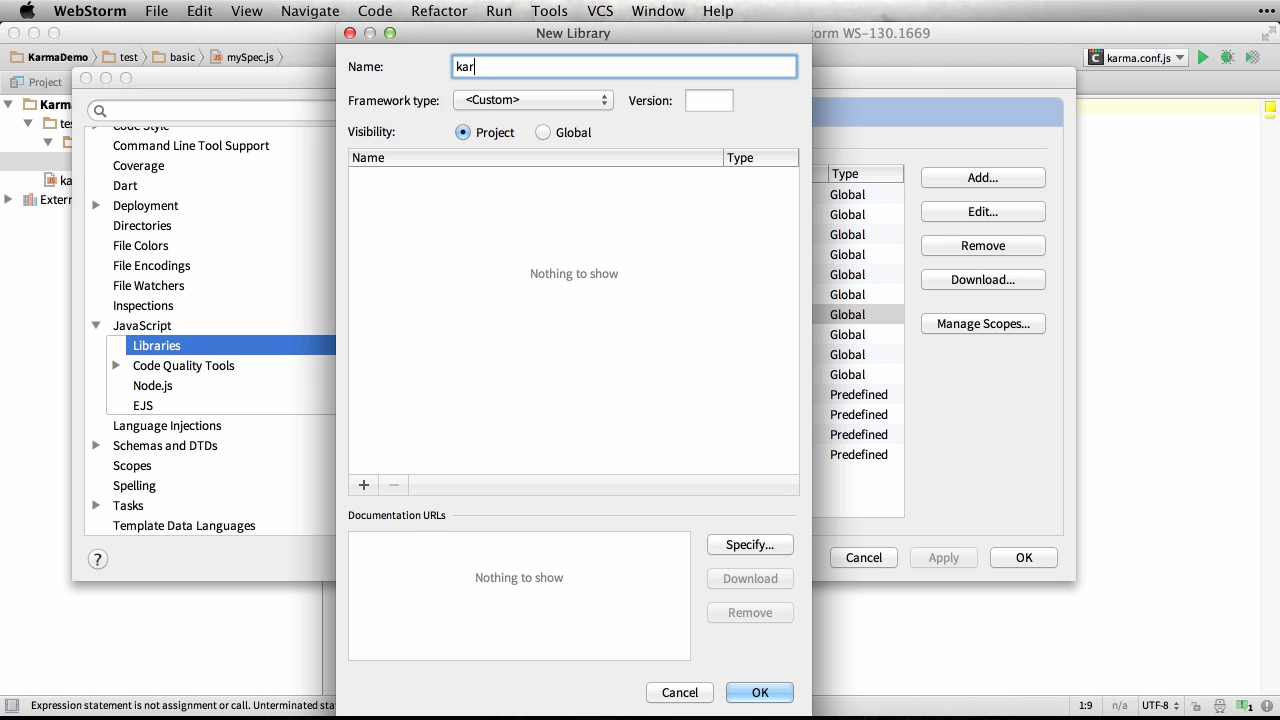 WebStorm File Edit View Navigate Code Refactor Run Tools VCS Window Help
New Library
torm WS-130.1669
KarmaDemo test basic mySpec.js
karma.conf.js
Project
Name: kar
Framework type: <Custom> Version:
Visibility: Project Global
Name Type
Nothing to show
Documentation URLs
Nothing to show
Specify...
Download
Remove
Cancel OK
Karma
tes
ka
Extern
Code Style
Command Line Tool Support
Coverage
Dart
Deployment
Directories
File Colors
File Encodings
File Watchers
Inspections
JavaScript
Libraries
Code Quality Tools
Node.js
EJS
Language Injections
Schemas and DTDs
Scopes
Spelling
Tasks
Template Data Languages
?
Type
Global
Global
Global
Global
Global
Global
Global
Global
Global
Global
Predefined
Predefined
Predefined
Predefined
Add...
Edit...
Remove
Download...
Manage Scopes...
Cancel Apply OK
Expression statement is not assignment or call. Unterminated sta
1:9 n/a UTF-8 1